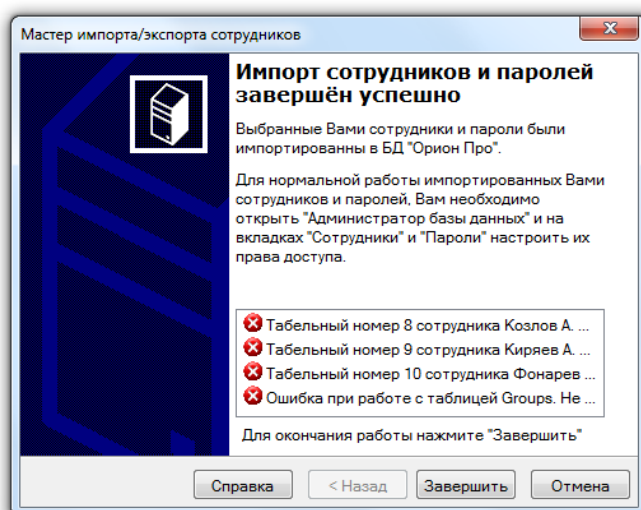 Мастер импорта/экспорта сотрудников
Импорт сотрудников и паролей
завершён успешно
Выбранные Вами сотрудники и пароли были
импортированны в БД "Орион Про".
Для нормальной работы импортированных Вами
сотрудников и паролей, Вам необходимо
открыть "Администратор базы данных" и на
вкладках "Сотрудники" и "Пароли" настроить их
права доступа.
Табельный номер 8 сотрудника Козлов А. ...
Табельный номер 9 сотрудника Киряев А. ...
Табельный номер 10 сотрудника Фонарев ...
Ошибка при работе с таблицей Groups. Не ...
Для окончания работы нажмите "Завершить"
Справка
< Назад
Завершить
Отмена